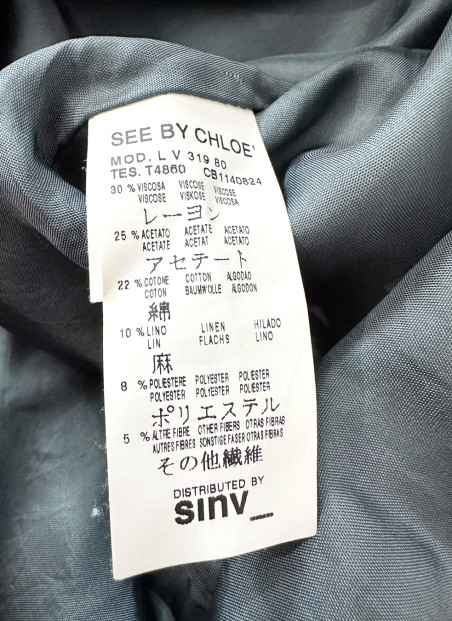 SEE BY CHLOE'
MOD. L V 319 80
TES. T4860 CB1140824
30 % VISCOSA VISCOSE VISCOSE
VISCOSE VISKOSE VISCOSA
レーヨン
25 % ACETATO ACETATE ACETATO
ACETATE ACETAT ACETATO
アセテート
22 % COTONE COTTON ALGODAO
COTON BAUMWOLLE ALGODON
綿
10 % LINO LINEN HILADO
LIN FLACHS LINO
麻
8 % POLIESTERE POLYESTER POLIESTER
POLYESTER POLYESTER POLIESTER
ポリエステル
5 % ALTRE FIBRE OTHER FIBERS OTRAS FIBRAS
AUTRES FIBRES SONSTIGE FASER OTRAS FIBRAS
その他繊維
DISTRIBUTED BY
sinv_